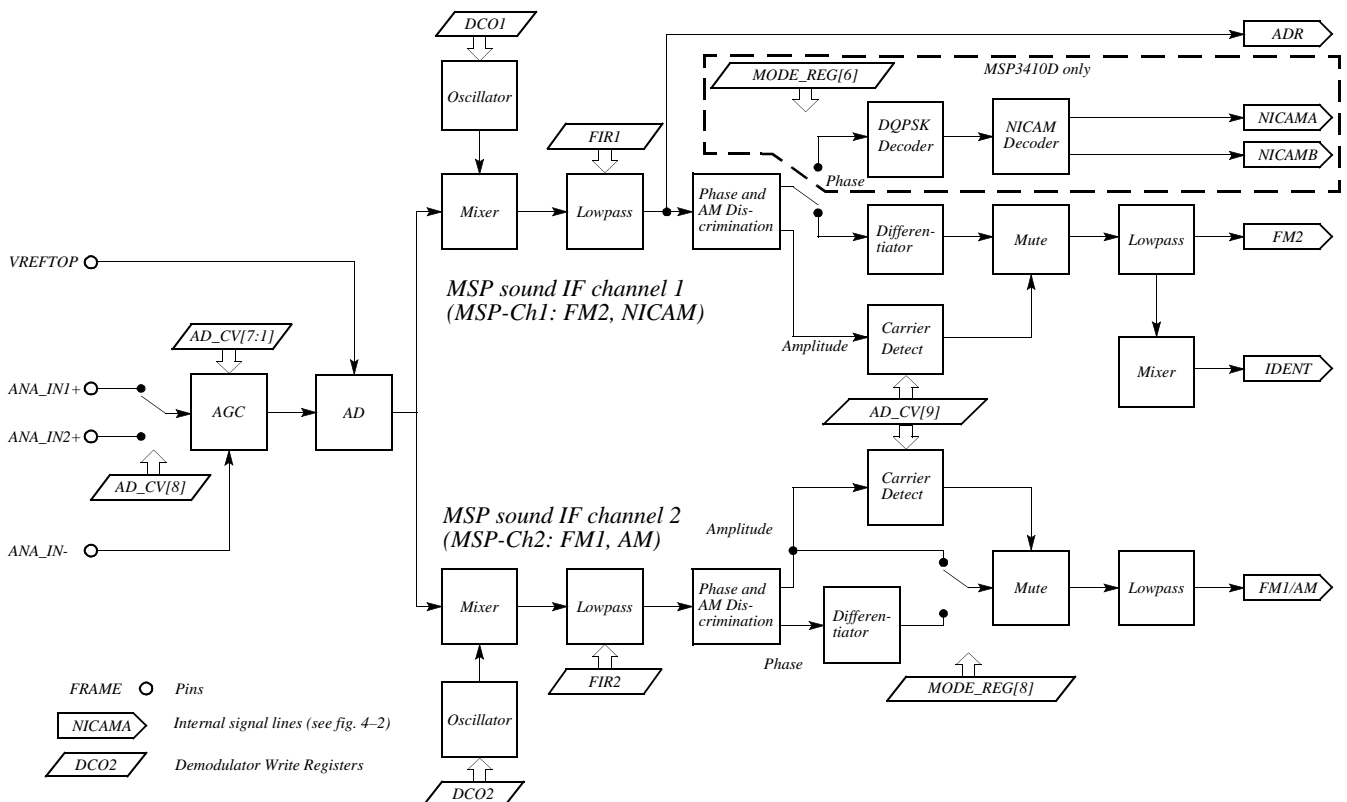 DCO1
ADR
MSP3410D only
MODE_REG[6]
Oscillator
FIR1
DQPSK
Decoder
NICAM
Decoder
NICAMA
NICAMB
Phase
Mixer
Lowpass
Phase and
AM Dis-
crimination
Differen-
tiator
Mute
Lowpass
FM2
VREFTOP
MSP sound IF channel 1
(MSP-Ch1: FM2, NICAM)
AD_CV[7:1]
Amplitude
Carrier
Detect
Mixer
IDENT
ANA_IN1+
AGC
AD
AD_CV[9]
ANA_IN2+
AD_CV[8]
Carrier
Detect
MSP sound IF channel 2
(MSP-Ch2: FM1, AM)
Amplitude
ANA_IN-
Mixer
Lowpass
Phase and
AM Dis-
crimination
Differen-
tiator
Mute
Lowpass
FM1/AM
Phase
FIR2
MODE_REG[8]
FRAME
Pins
Oscillator
NICAMA
Internal signal lines (see fig. 4–2)
DCO2
Demodulator Write Registers
DCO2